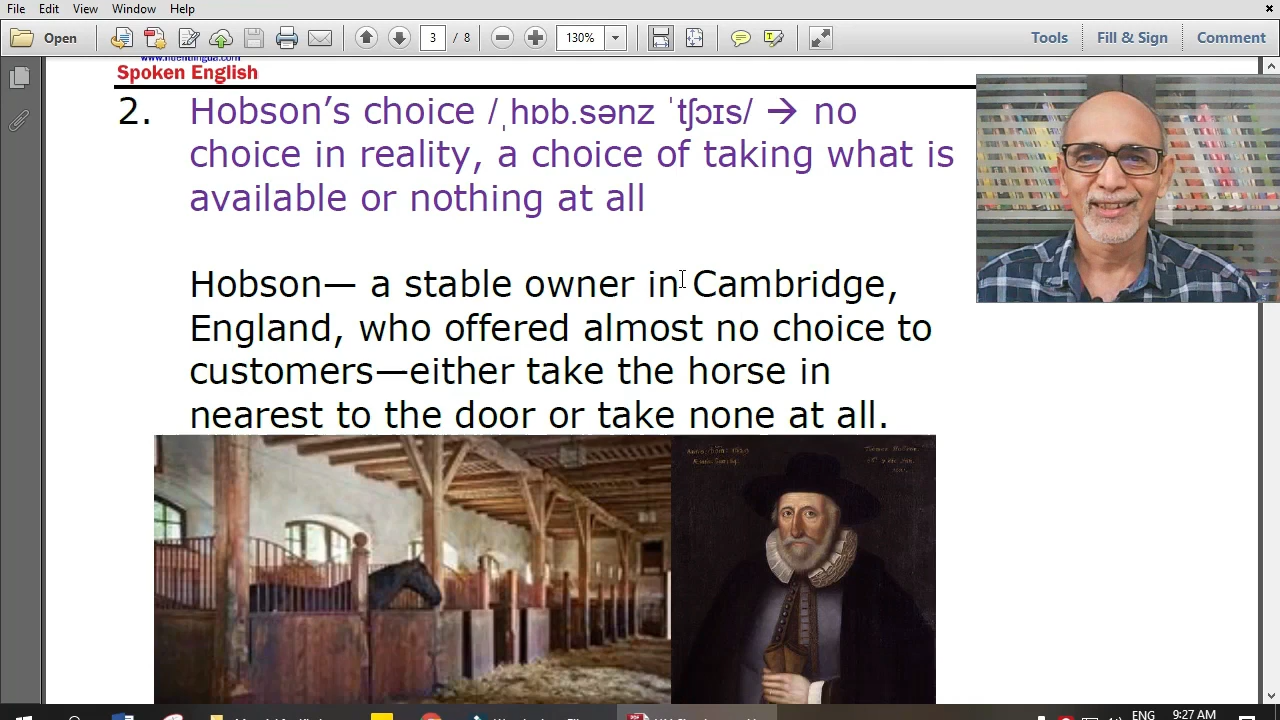 File Edit View Window Help
Open 3 / 8 130% Tools Fill & Sign Comment
www.fluentlingua.com
Spoken English
2. Hobson’s choice /ˌhɒb.sənz ˈtʃɔɪs/ → no
choice in reality, a choice of taking what is
available or nothing at all
Hobson— a stable owner in Cambridge,
England, who offered almost no choice to
customers—either take the horse in
nearest to the door or take none at all.
ENG
9:27 AM